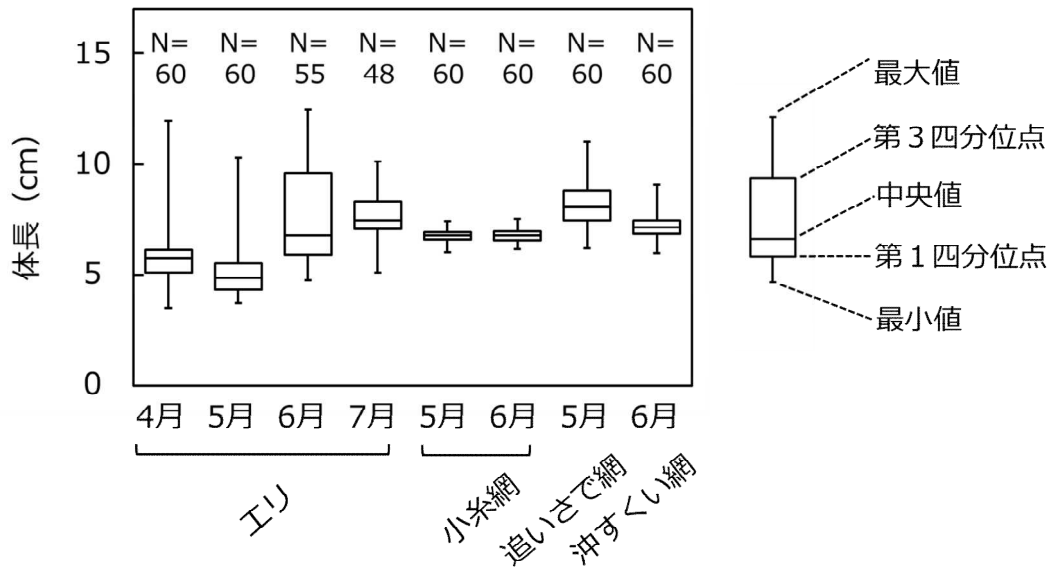 体長（cm）
15
10
5
0
N=
60
N=
60
N=
55
N=
48
N=
60
N=
60
N=
60
N=
60
4月
5月
6月
7月
5月
6月
5月
6月
エリ
小糸網
追いさで網
沖すくい網
最大値
第３四分位点
中央値
第１四分位点
最小値